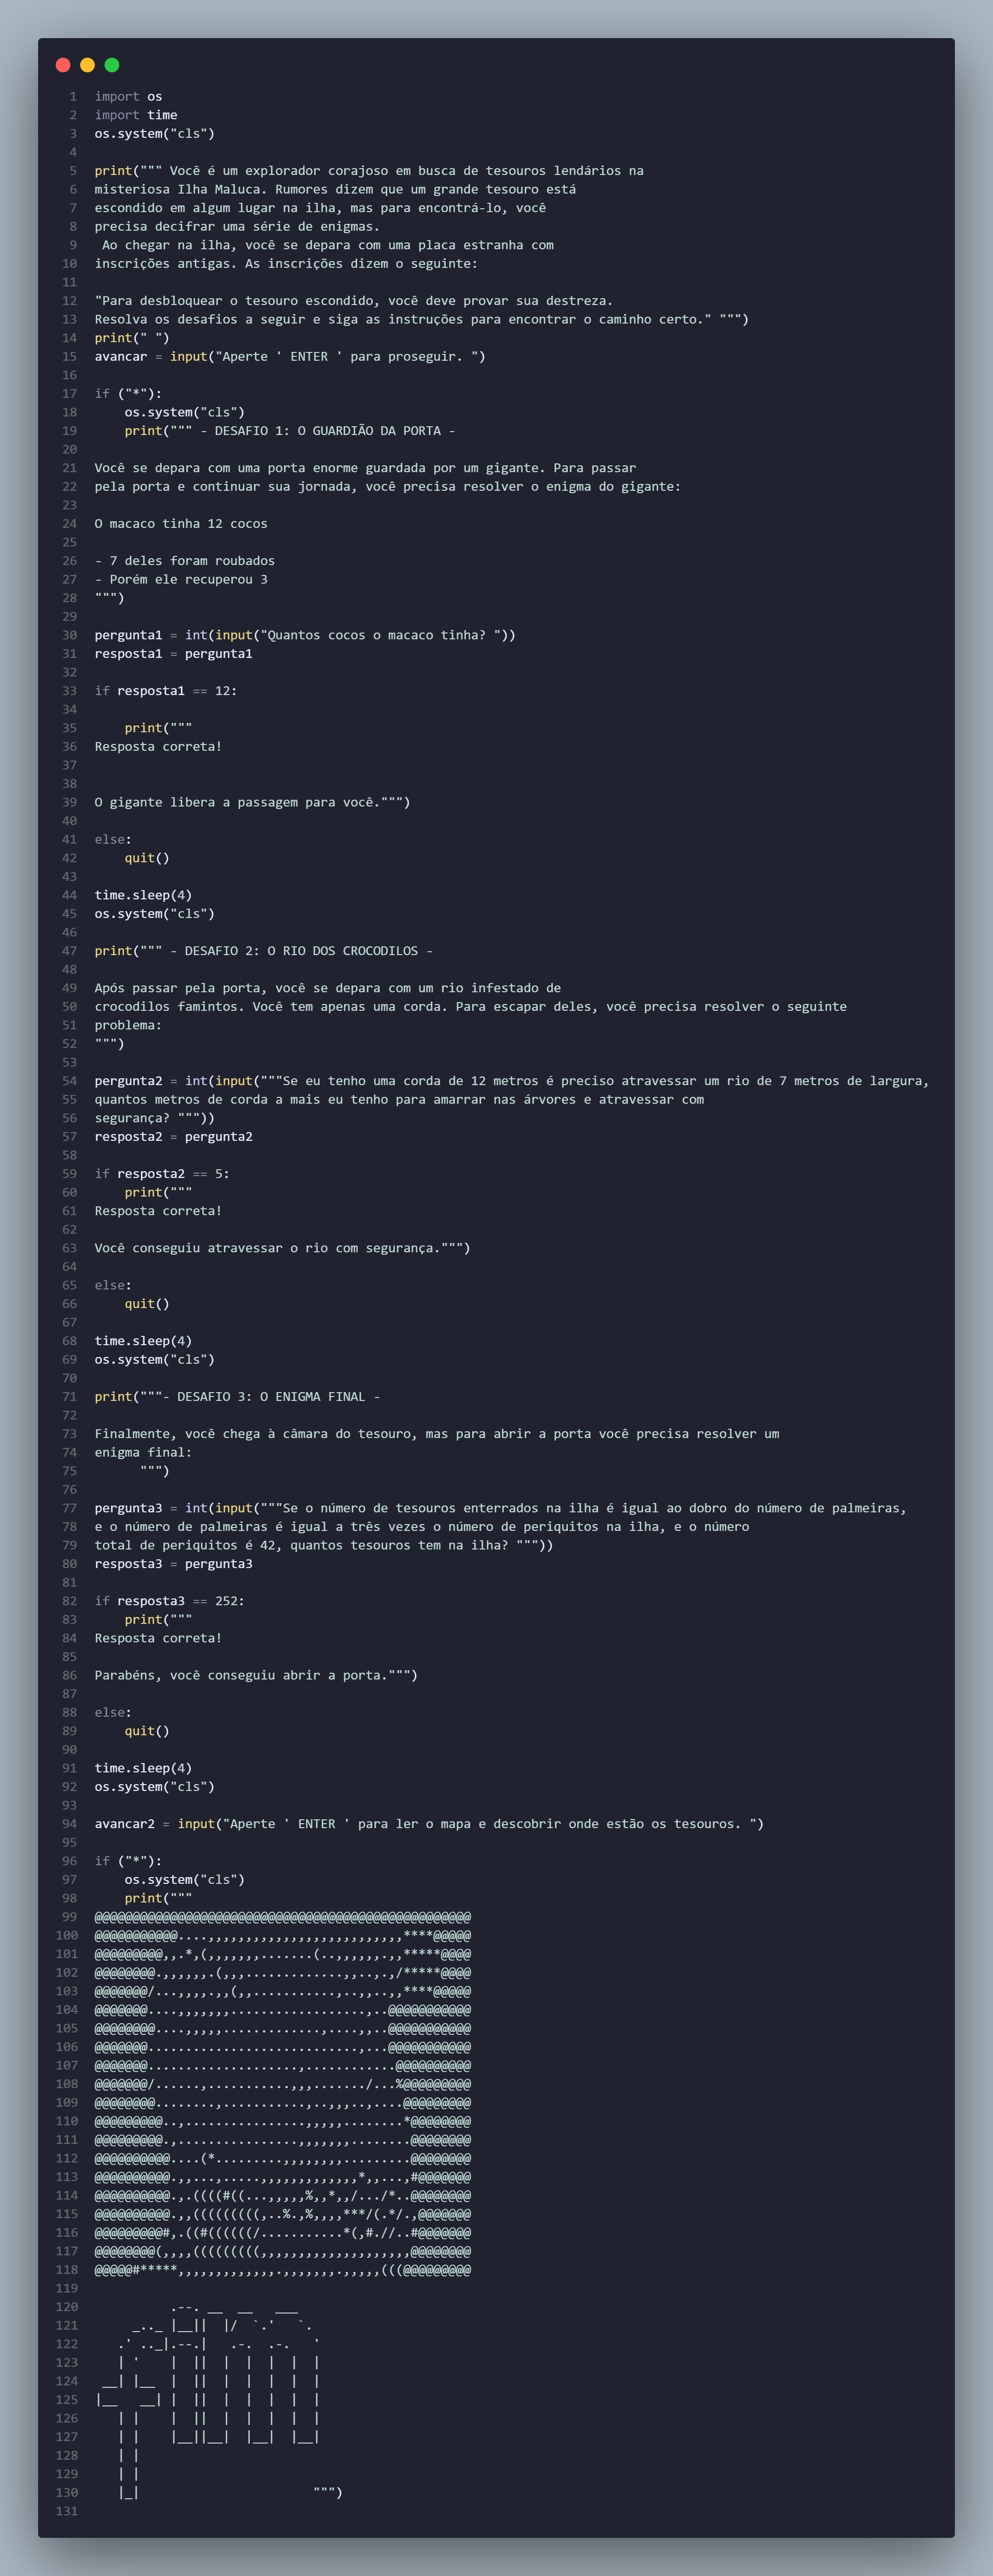 1 import os
2 import time
3 os.system("cls")
4
5 print(""" Você é um explorador corajoso em busca de tesouros lendários na
6 misteriosa Ilha Maluca. Rumores dizem que um grande tesouro está
7 escondido em algum lugar na ilha, mas para encontrá-lo, você
8 precisa decifrar uma série de enigmas.
9  Ao chegar na ilha, você se depara com uma placa estranha com
10 inscrições antigas. As inscrições dizem o seguinte:
11
12 "Para desbloquear o tesouro escondido, você deve provar sua destreza.
13 Resolva os desafios a seguir e siga as instruções para encontrar o caminho certo." """)
14 print(" ")
15 avancar = input("Aperte ' ENTER ' para proseguir. ")
16
17 if ("*"):
18     os.system("cls")
19     print(""" - DESAFIO 1: O GUARDIÃO DA PORTA -
20
21 Você se depara com uma porta enorme guardada por um gigante. Para passar
22 pela porta e continuar sua jornada, você precisa resolver o enigma do gigante:
23
24 O macaco tinha 12 cocos
25
26 - 7 deles foram roubados
27 - Porém ele recuperou 3
28 """)
29
30 pergunta1 = int(input("Quantos cocos o macaco tinha? "))
31 resposta1 = pergunta1
32
33 if resposta1 == 12:
34
35     print("""
36 Resposta correta!
37
38
39 O gigante libera a passagem para você.""")
40
41 else:
42     quit()
43
44 time.sleep(4)
45 os.system("cls")
46
47 print(""" - DESAFIO 2: O RIO DOS CROCODILOS -
48
49 Após passar pela porta, você se depara com um rio infestado de
50 crocodilos famintos. Você tem apenas uma corda. Para escapar deles, você precisa resolver o seguinte
51 problema:
52 """)
53
54 pergunta2 = int(input("""Se eu tenho uma corda de 12 metros é preciso atravessar um rio de 7 metros de largura,
55 quantos metros de corda a mais eu tenho para amarrar nas árvores e atravessar com
56 segurança? """))
57 resposta2 = pergunta2
58
59 if resposta2 == 5:
60     print("""
61 Resposta correta!
62
63 Você conseguiu atravessar o rio com segurança.""")
64
65 else:
66     quit()
67
68 time.sleep(4)
69 os.system("cls")
70
71 print("""- DESAFIO 3: O ENIGMA FINAL -
72
73 Finalmente, você chega à câmara do tesouro, mas para abrir a porta você precisa resolver um
74 enigma final:
75       """)
76
77 pergunta3 = int(input("""Se o número de tesouros enterrados na ilha é igual ao dobro do número de palmeiras,
78 e o número de palmeiras é igual a três vezes o número de periquitos na ilha, e o número
79 total de periquitos é 42, quantos tesouros tem na ilha? """))
80 resposta3 = pergunta3
81
82 if resposta3 == 252:
83     print("""
84 Resposta correta!
85
86 Parabéns, você conseguiu abrir a porta.""")
87
88 else:
89     quit()
90
91 time.sleep(4)
92 os.system("cls")
93
94 avancar2 = input("Aperte ' ENTER ' para ler o mapa e descobrir onde estão os tesouros. ")
95
96 if ("*"):
97     os.system("cls")
98     print("""
99
100
101
102
103
104
105
106
107
108
109
110
111
112
113
114
115
116
117
118
119
120
121
122
123
124
125
126
127
128
129
130 """)
131